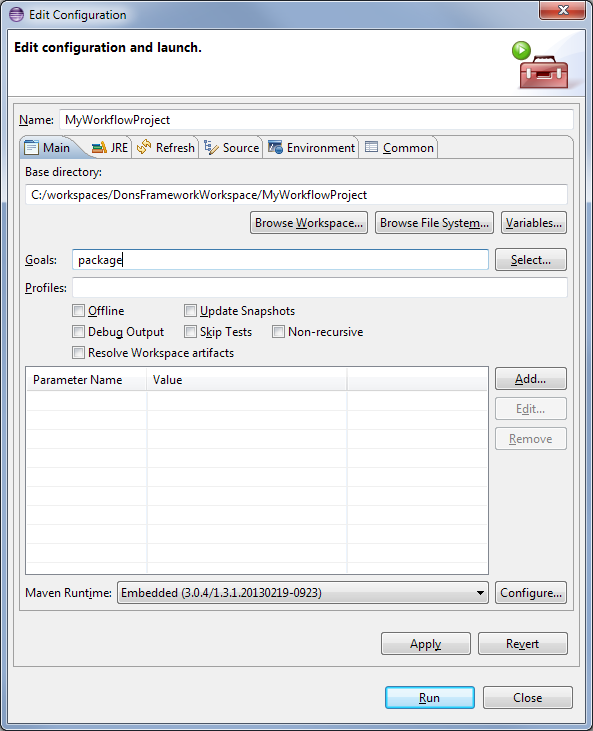 Edit Configuration
Edit configuration and launch.
Name: MyWorkflowProject
Main JRE Refresh Source Environment Common
Base directory:
C:/workspaces/DonsFrameworkWorkspace/MyWorkflowProject
Browse Workspace... Browse File System... Variables...
Goals: package Select...
Profiles:
Offline Update Snapshots
Debug Output Skip Tests Non-recursive
Resolve Workspace artifacts
Parameter Name Value Add...
Edit...
Remove
Maven Runtime: Embedded (3.0.4/1.3.1.20130219-0923) Configure...
Apply Revert
Run Close